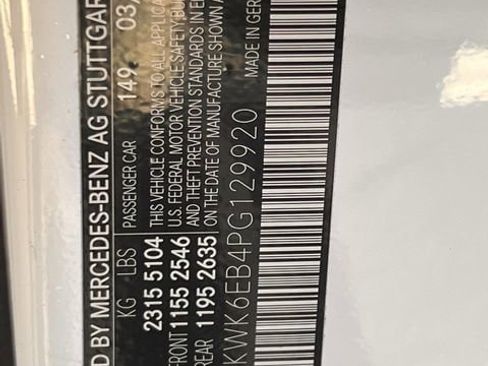 D BY MERCEDES-BENZ AG STUTTGAR
149 03
KG LBS PASSENGER CAR
2315 5104 THIS VEHICLE CONFORMS TO ALL APPLICA
FRONT 1155 2546 U.S. FEDERAL MOTOR VEHICLE SAFETY BU
REAR 1195 2635 AND THEFT PREVENTION STANDARDS IN EF
ON THE DATE OF MANUFACTURE SHOWN A
KWK6EB4PG129920 MADE IN GER